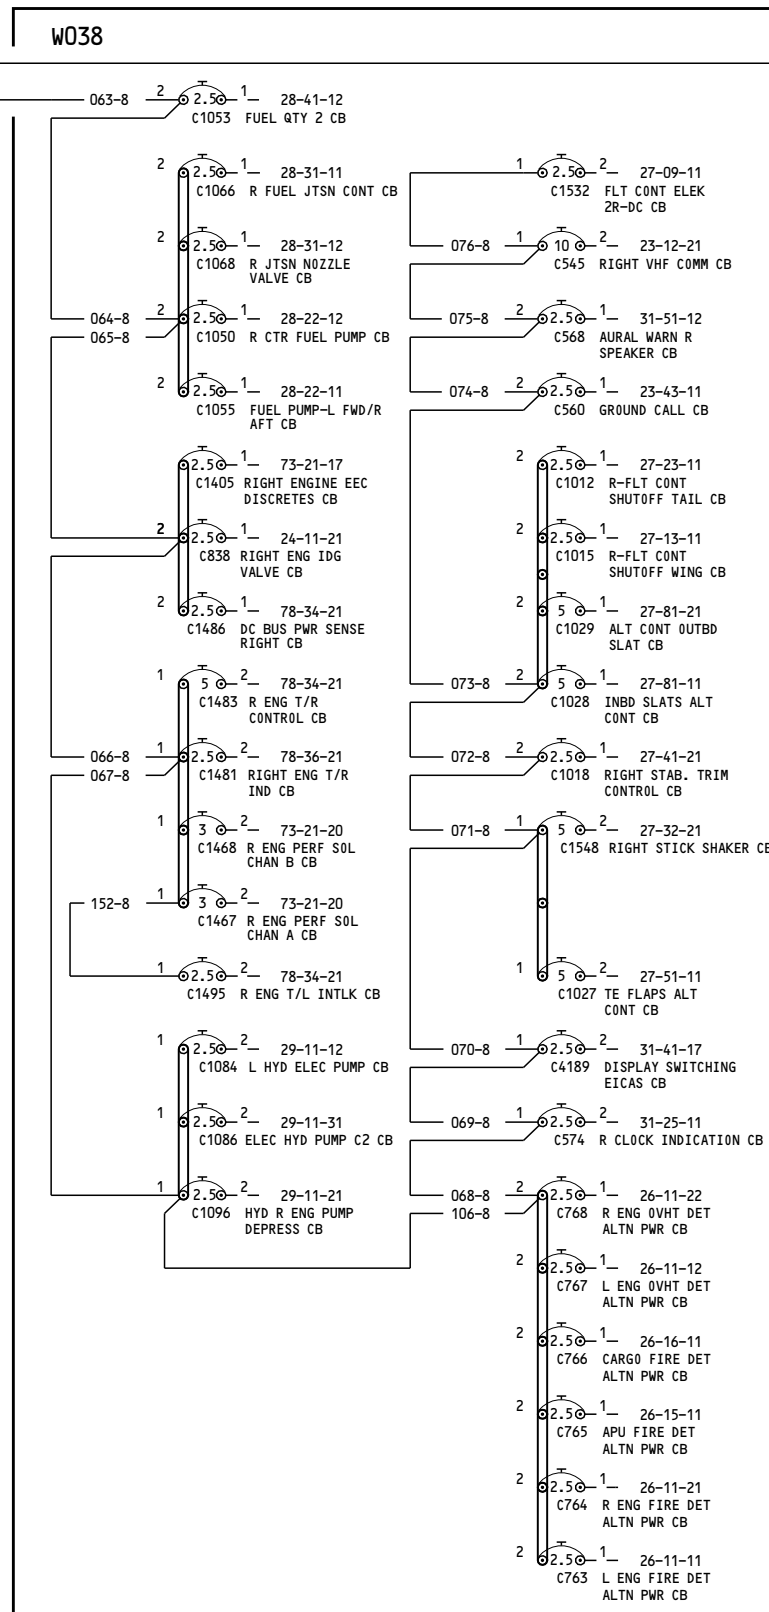 W038
063-8 2 2.5 1 28-41-12
C1053 FUEL QTY 2 CB
2 2.5 1 28-31-11
C1066 R FUEL JTSN CONT CB
2 2.5 1 28-31-12
C1068 R JTSN NOZZLE
VALVE CB
064-8 2 2.5 1 28-22-12
065-8 C1050 R CTR FUEL PUMP CB
2 2.5 1 28-22-11
C1055 FUEL PUMP-L FWD/R
AFT CB
2.5 1 73-21-17
C1405 RIGHT ENGINE EEC
DISCRETES CB
2 2.5 1 24-11-21
C838 RIGHT ENG IDG
VALVE CB
2 2.5 1 78-34-21
C1486 DC BUS PWR SENSE
RIGHT CB
1 5 2 78-34-21
C1483 R ENG T/R
CONTROL CB
066-8 1 2.5 2 78-36-21
067-8 C1481 RIGHT ENG T/R
IND CB
1 3 2 73-21-20
C1468 R ENG PERF SOL
CHAN B CB
152-8 1 3 2 73-21-20
C1467 R ENG PERF SOL
CHAN A CB
1 2.5 2 78-34-21
C1495 R ENG T/L INTLK CB
1 2.5 2 29-11-12
C1084 L HYD ELEC PUMP CB
1 2.5 2 29-11-31
C1086 ELEC HYD PUMP C2 CB
1 2.5 2 29-11-21
C1096 HYD R ENG PUMP
DEPRESS CB
1 2.5 2 27-09-11
C1532 FLT CONT ELEK
2R-DC CB
076-8 1 10 2 23-12-21
C545 RIGHT VHF COMM CB
075-8 2 2.5 1 31-51-12
C568 AURAL WARN R
SPEAKER CB
074-8 2 2.5 1 23-43-11
C560 GROUND CALL CB
2 2.5 1 27-23-11
C1012 R-FLT CONT
SHUTOFF TAIL CB
2 2.5 1 27-13-11
C1015 R-FLT CONT
SHUTOFF WING CB
2 5 1 27-81-21
C1029 ALT CONT OUTBD
SLAT CB
073-8 2 5 1 27-81-11
C1028 INBD SLATS ALT
CONT CB
072-8 2 2.5 1 27-41-21
C1018 RIGHT STAB. TRIM
CONTROL CB
071-8 1 5 2 27-32-21
C1548 RIGHT STICK SHAKER CB
1 5 2 27-51-11
C1027 TE FLAPS ALT
CONT CB
070-8 1 2.5 2 31-41-17
C4189 DISPLAY SWITCHING
EICAS CB
069-8 1 2.5 2 31-25-11
C574 R CLOCK INDICATION CB
068-8 2 2.5 1 26-11-22
106-8 C768 R ENG OVHT DET
ALTN PWR CB
2 2.5 1 26-11-12
C767 L ENG OVHT DET
ALTN PWR CB
2 2.5 1 26-16-11
C766 CARGO FIRE DET
ALTN PWR CB
2 2.5 1 26-15-11
C765 APU FIRE DET
ALTN PWR CB
2 2.5 1 26-11-21
C764 R ENG FIRE DET
ALTN PWR CB
2 2.5 1 26-11-11
C763 L ENG FIRE DET
ALTN PWR CB